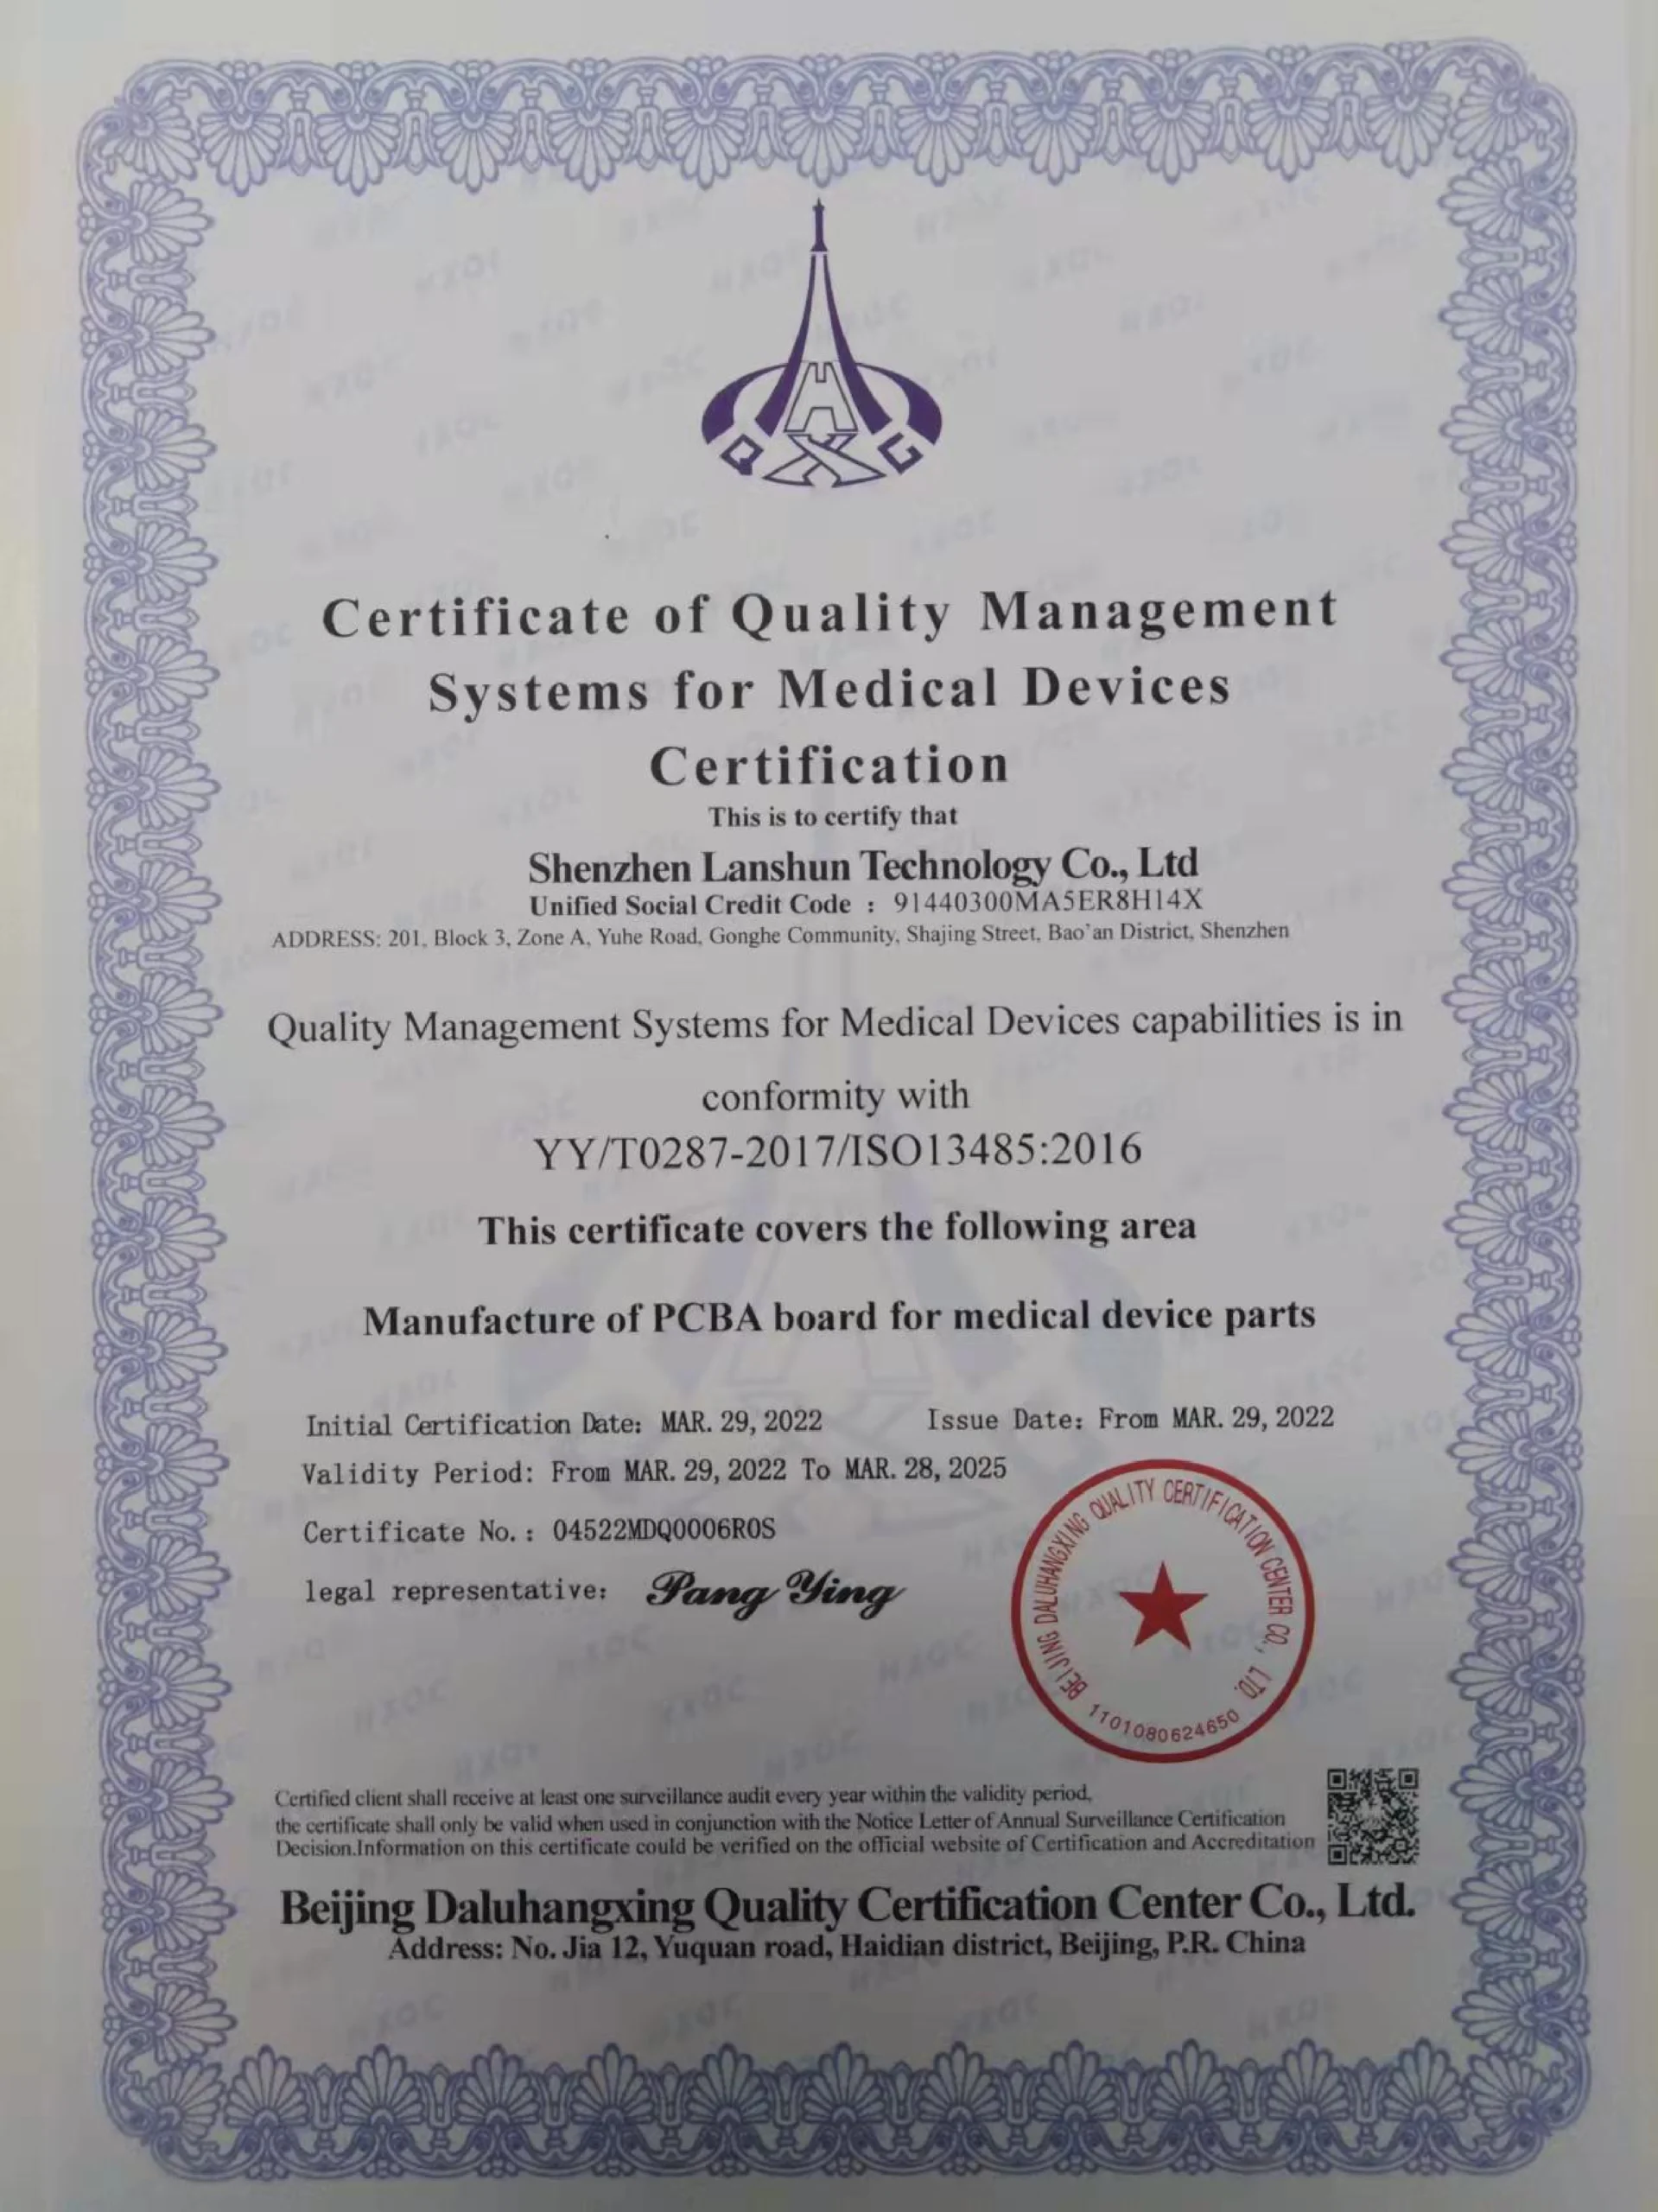 H
Q X C
Certificate of Quality Management
Systems for Medical Devices
Certification
This is to certify that
Shenzhen Lanshun Technology Co., Ltd
Unified Social Credit Code : 91440300MA5ER8H14X
ADDRESS: 201, Block 3, Zone A, Yuhe Road, Gonghe Community, Shajing Street, Bao'an District, Shenzhen
Quality Management Systems for Medical Devices capabilities is in
conformity with
YY/T0287-2017/ISO13485:2016
This certificate covers the following area
Manufacture of PCBA board for medical device parts
Initial Certification Date: MAR. 29, 2022 Issue Date: From MAR. 29, 2022
Validity Period: From MAR. 29, 2022 To MAR. 28, 2025
Certificate No.: 04522MDQ0006R0S
legal representative: Pang Ying
BEIJING DALUHANGXING QUALITY CERTIFICATION CENTER CO., LTD.
1101080624650
Certified client shall receive at least one surveillance audit every year within the validity period,
the certificate shall only be valid when used in conjunction with the Notice Letter of Annual Surveillance Certification
Decision.Information on this certificate could be verified on the official website of Certification and Accreditation
Beijing Daluhangxing Quality Certification Center Co., Ltd.
Address: No. Jia 12, Yuquan road, Haidian district, Beijing, P.R. China